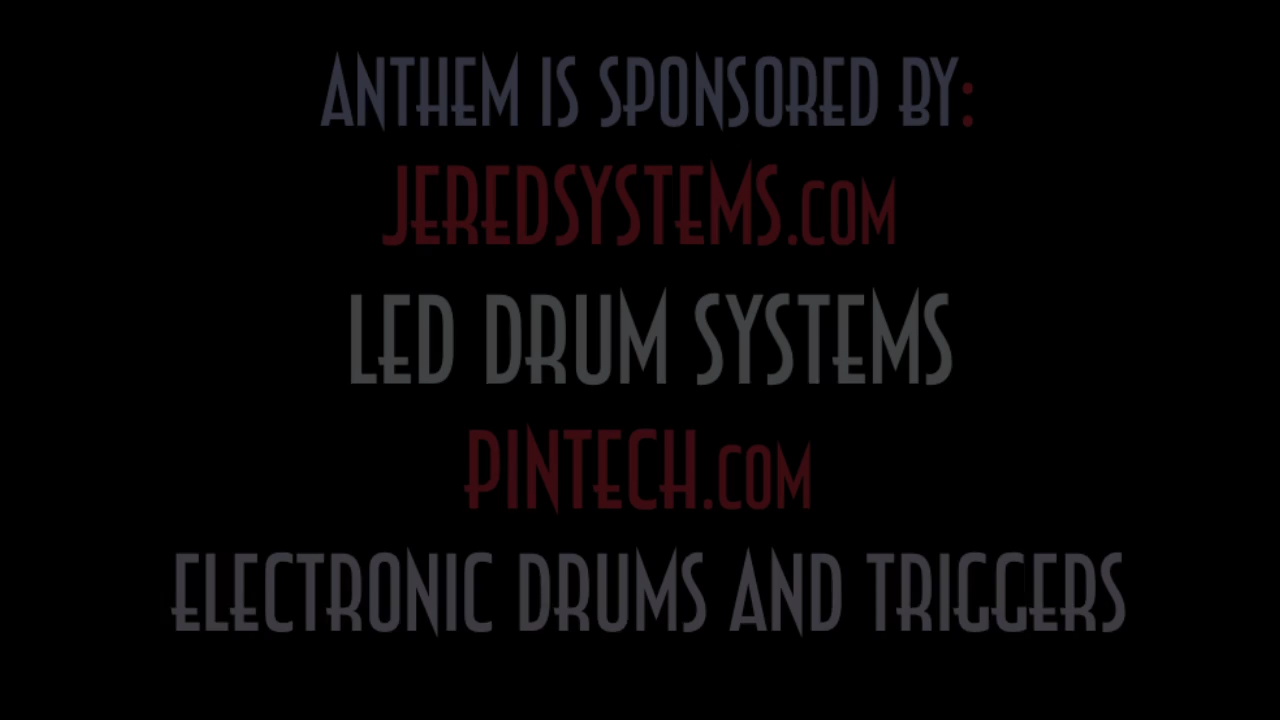 ANTHEM IS SPONSORED BY:
JEREDSYSTEMS.COM
LED DRUM SYSTEMS
PINTECH.COM
ELECTRONIC DRUMS AND TRIGGERS